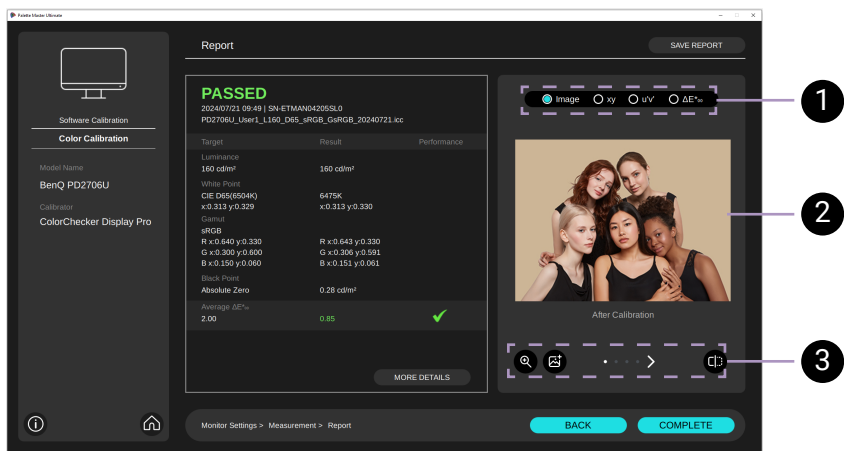 Palette Master Ultimate
Report
SAVE REPORT
Software Calibration
Color Calibration
Model Name
BenQ PD2706U
Calibrator
ColorChecker Display Pro
PASSED
2024/07/21 09:49 | SN-ETMAN04205SL0
PD2706U_User1_L160_D65_sRGB_GsRGB_20240721.icc
Target Result Performance
Luminance
160 cd/m² 160 cd/m²
White Point
CIE D65(6504K) 6475K
x:0.313 y:0.329 x:0.313 y:0.330
Gamut
sRGB
R x:0.640 y:0.330 R x:0.643 y:0.330
G x:0.300 y:0.600 G x:0.306 y:0.591
B x:0.150 y:0.060 B x:0.151 y:0.061
Black Point
Absolute Zero 0.28 cd/m²
Average ΔE*₀₀
2.00 0.85
MORE DETAILS
Image xy u'v' ΔE*₀₀
After Calibration
1
2
3
Monitor Settings > Measurement > Report
BACK
COMPLETE